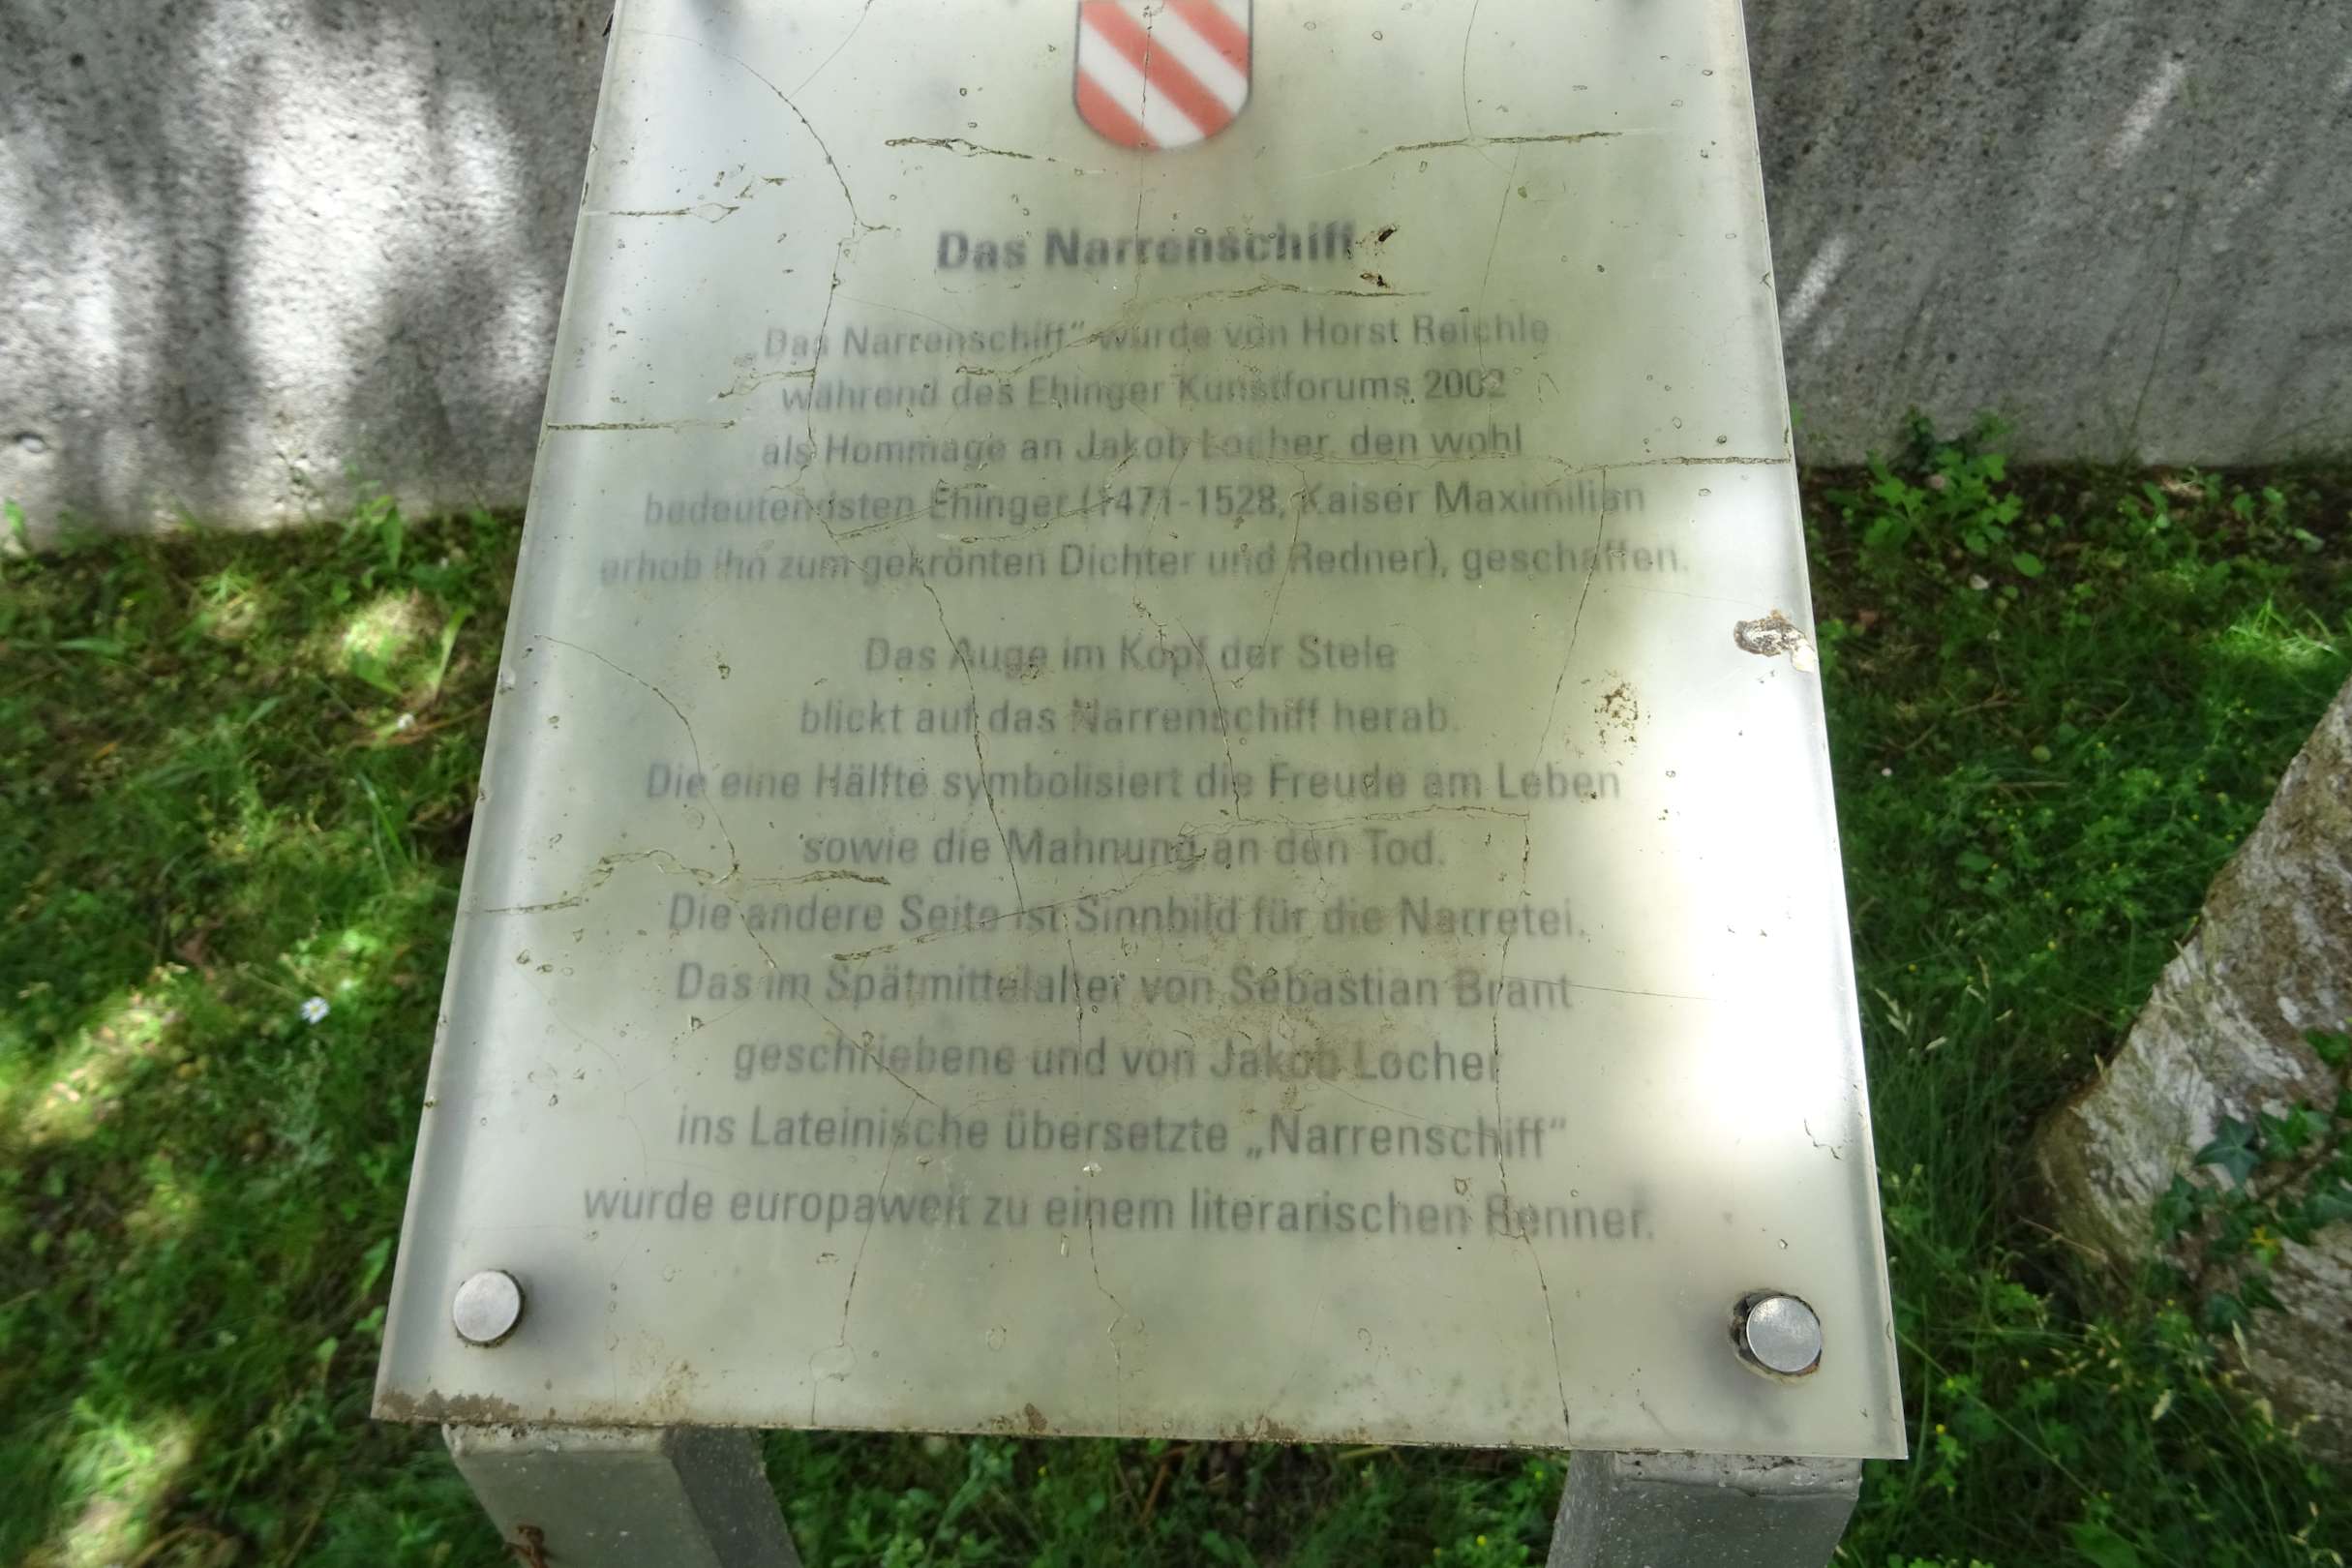 Das Narrenschiff
„Das Narrenschiff“ wurde von Horst Reichle
während des Ehinger Kunstforums 2002
als Hommage an Jakob Locher, den wohl
bedeutendsten Ehinger (1471-1528, Kaiser Maximilian
erhob ihn zum gekrönten Dichter und Redner), geschaffen.
Das Auge im Kopf der Stele
blickt auf das Narrenschiff herab.
Die eine Hälfte symbolisiert die Freude am Leben
sowie die Mahnung an den Tod.
Die andere Seite ist Sinnbild für die Narretei.
Das im Spätmittelalter von Sebastian Brant
geschriebene und von Jakob Locher
ins Lateinische übersetzte „Narrenschiff“
wurde europaweit zu einem literarischen Renner.